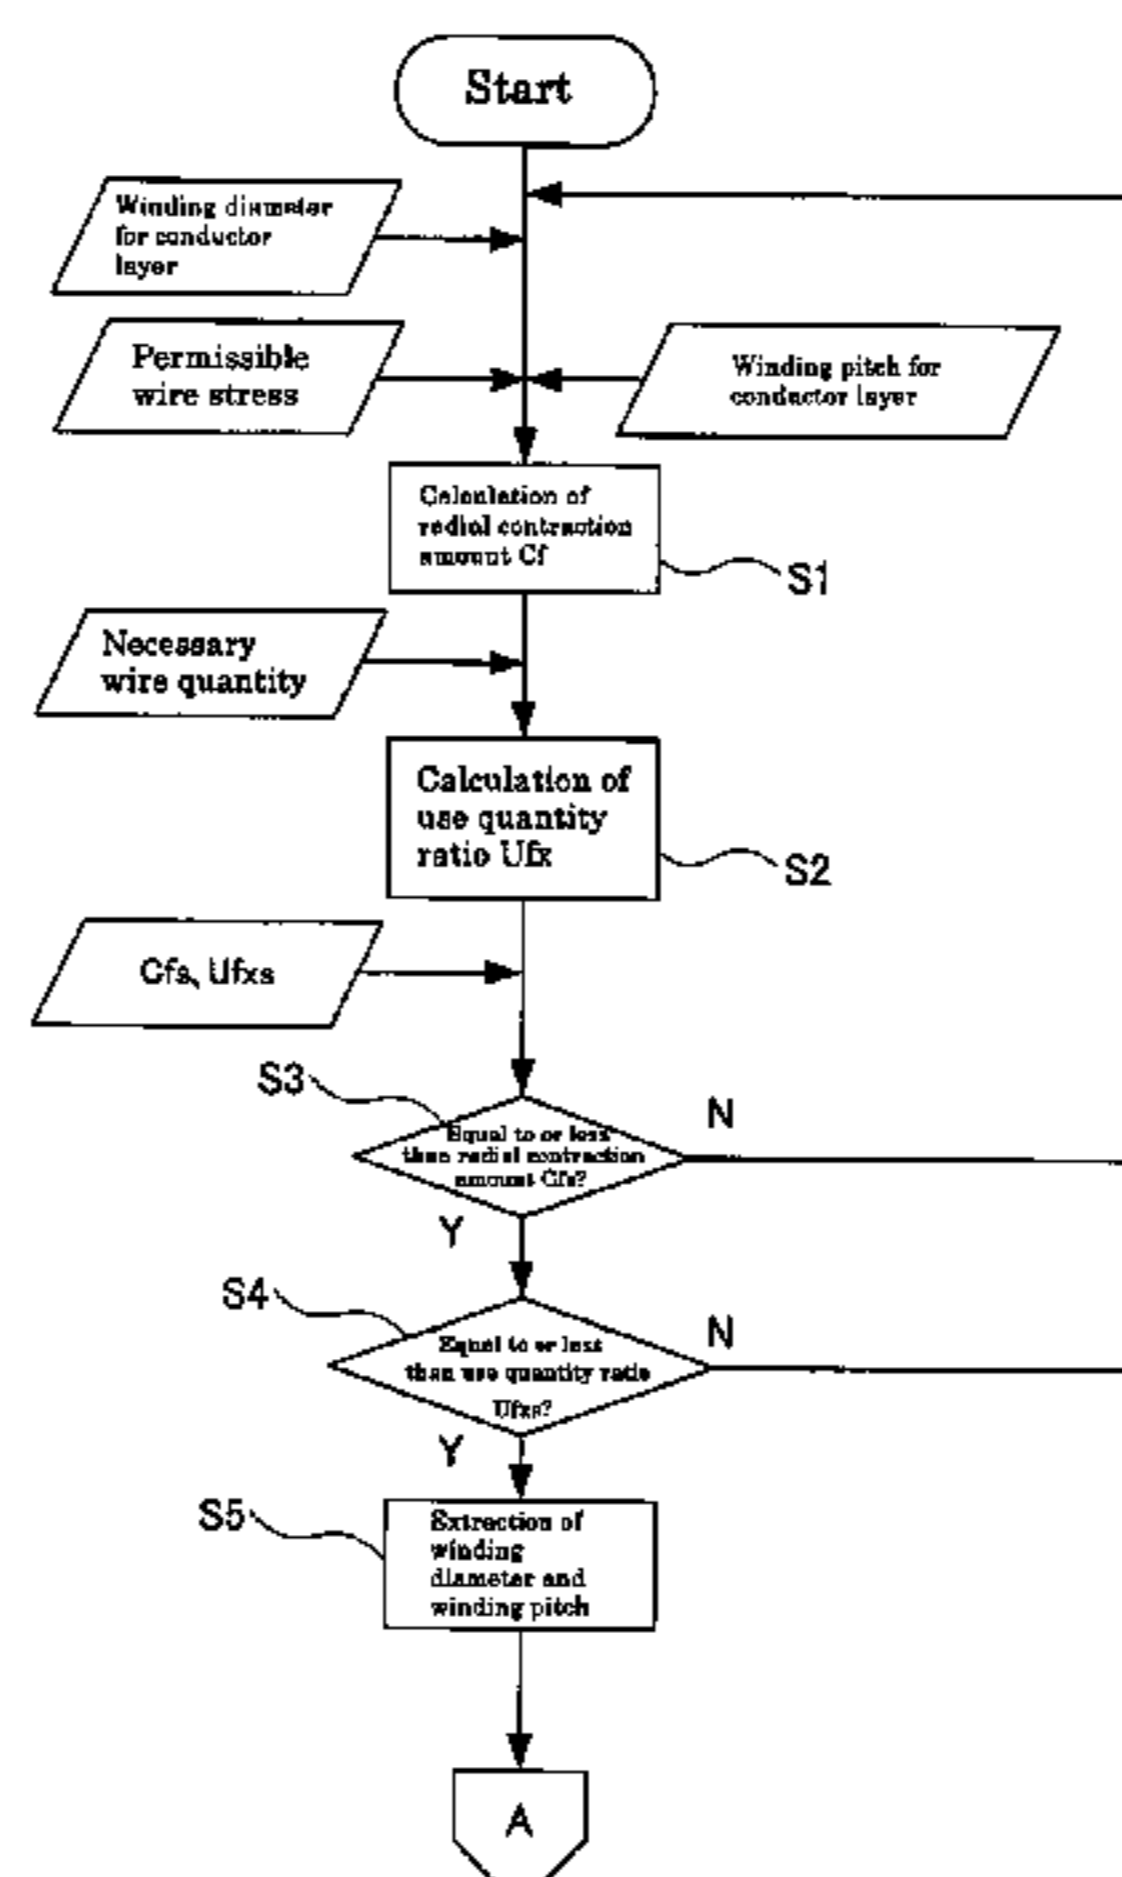 Start
Winding diameter
for conductor
layer
Permissible
wire stress
Winding pitch for
conductor layer
Calculation of
radial contraction
amount Cf
S1
Necessary
wire quantity
Calculation of
use quantity
ratio Ufx
S2
Cfs, Ufxs
S3
Equal to or less
than radial contraction
amount Cfs?
N
Y
S4
Equal to or less
than use quantity ratio
Ufxs?
N
Y
S5
Extraction of
winding
diameter and
winding pitch
A